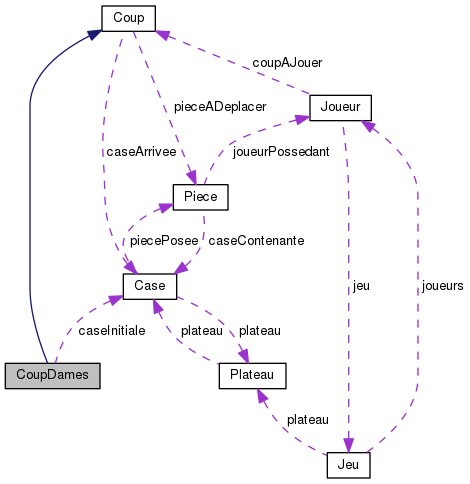 Coup
coupAJouer
pieceADeplacer
Joueur
caseArrivee
joueurPossedant
Piece
piecePosee
caseContenante
Case
jeu
joueurs
caseInitiale
plateau
plateau
CoupDames
Plateau
plateau
Jeu